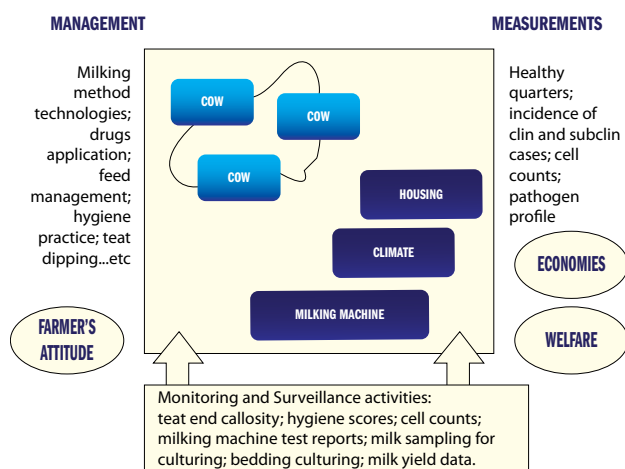 MANAGEMENT
Milking
method
technologies;
drugs
application;
feed
management;
hygiene
practice; teat
dipping...etc
FARMER'S
ATTITUDE
COW
COW
COW
HOUSING
CLIMATE
MILKING MACHINE
MEASUREMENTS
Healthy
quarters;
incidence of
clin and subclin
cases; cell
counts;
pathogen
profile
ECONOMIES
WELFARE
Monitoring and Surveillance activities:
teat end callosity; hygiene scores; cell counts;
milking machine test reports; milk sampling for
culturing; bedding culturing; milk yield data.